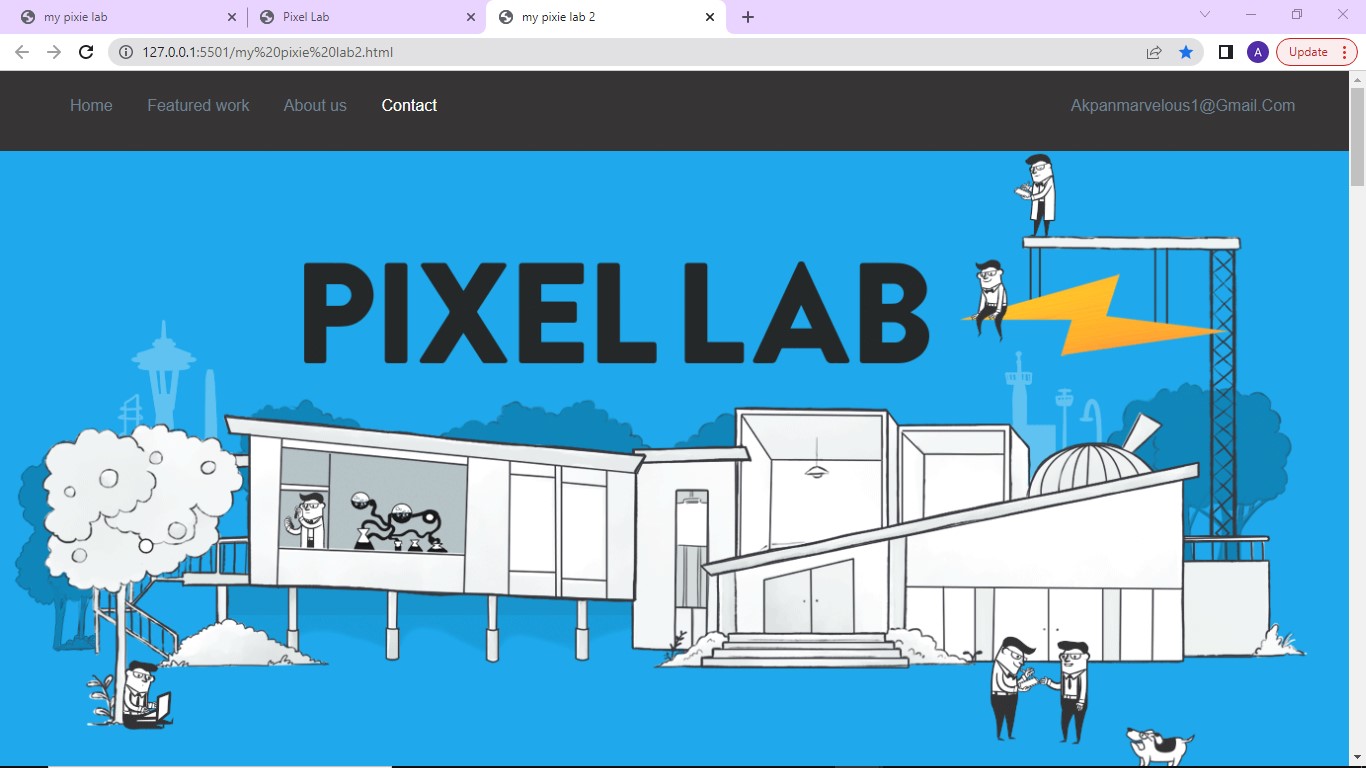 my pixie lab
Pixel Lab
my pixie lab 2
127.0.0.1:5501/my%20pixie%20lab2.html
A
Update
Home
Featured work
About us
Contact
Akpanmarvelous1@Gmail.Com
PIXEL LAB